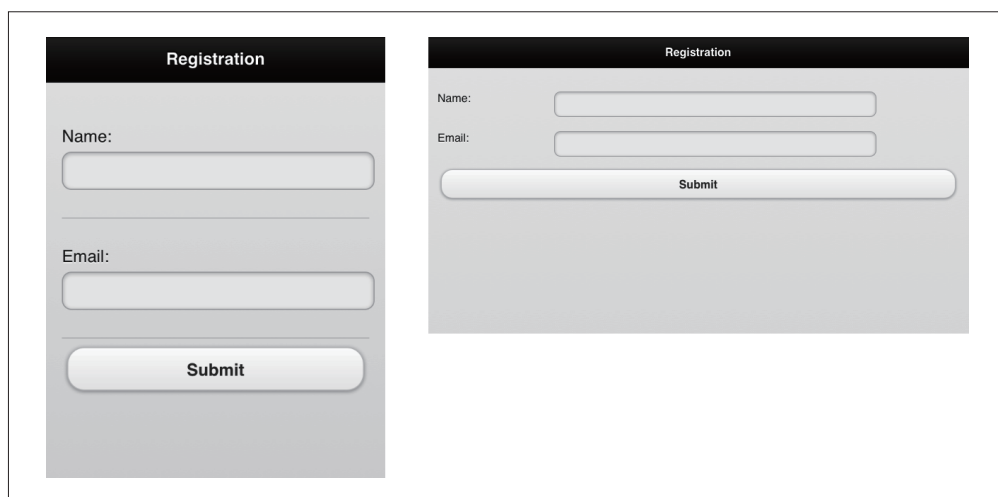 Registration
Name:
Email:
Submit
Registration
Name:
Email:
Submit